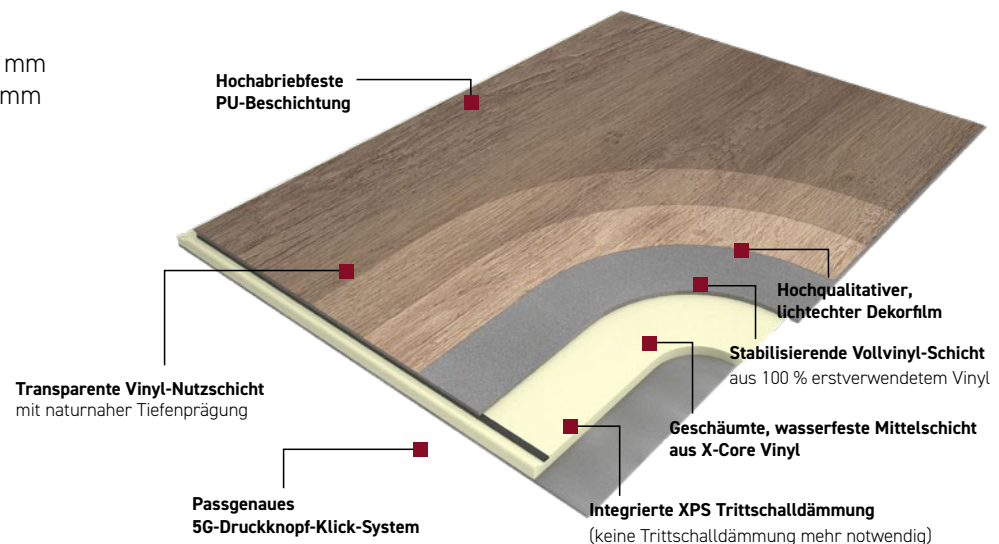 mm
mm
Hochabriebfeste
PU-Beschichtung
Hochqualitativer,
lichtechter Dekorfilm
Stabilisierende Vollvinyl-Schicht
aus 100 % erstverwendetem Vinyl
Transparente Vinyl-Nutzschicht
mit naturnaher Tiefenprägung
Geschäumte, wasserfeste Mittelschicht
aus X-Core Vinyl
Passgenaues
5G-Druckknopf-Klick-System
Integrierte XPS Trittschalldämmung
(keine Trittschalldämmung mehr notwendig)